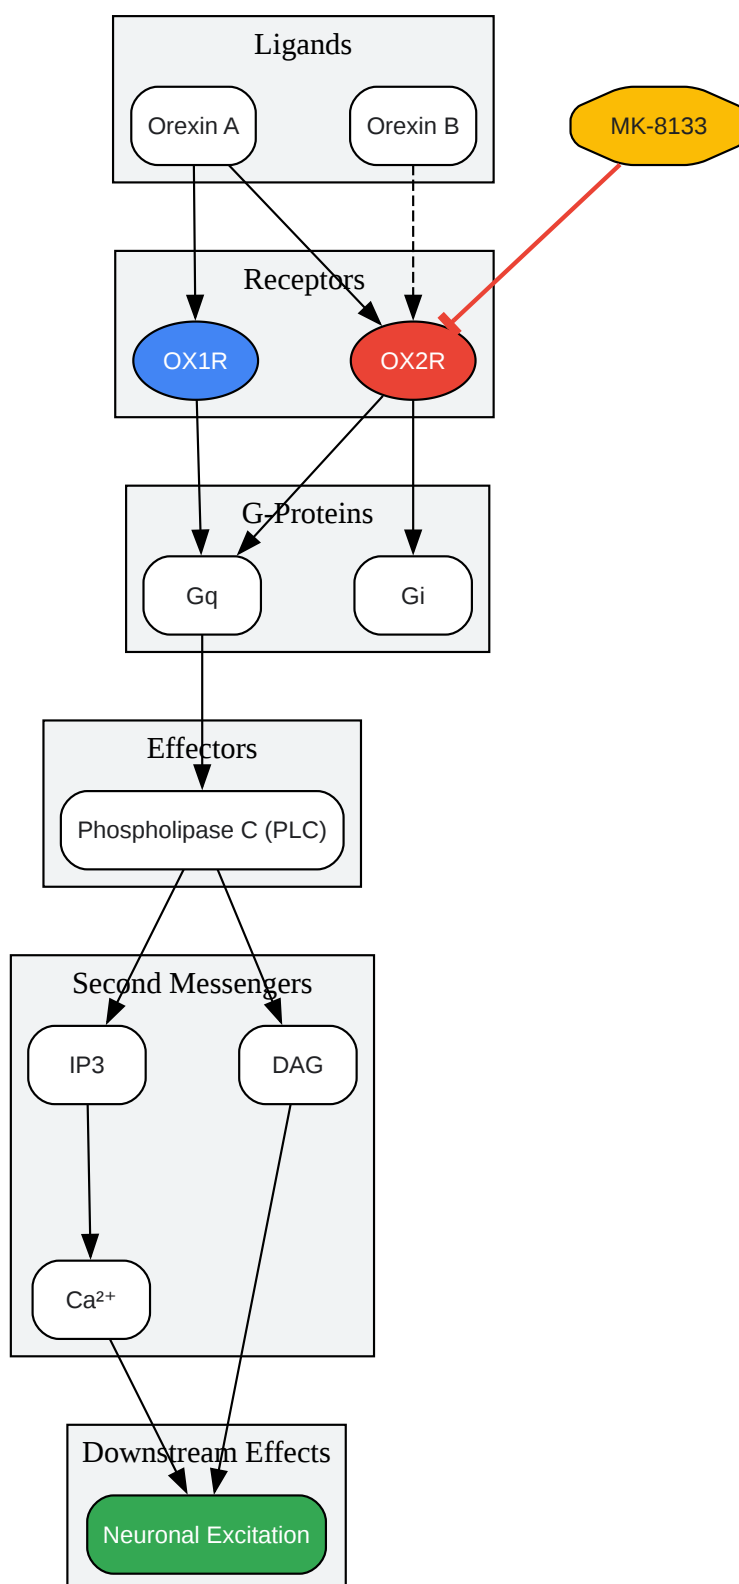 Ligands
Orexin A
Orexin B
MK-8133
Receptors
OX1R
OX2R
G-Proteins
Gq
Gi
Effectors
Phospholipase C (PLC)
Second Messengers
IP3
DAG
Ca²⁺
Downstream Effects
Neuronal Excitation